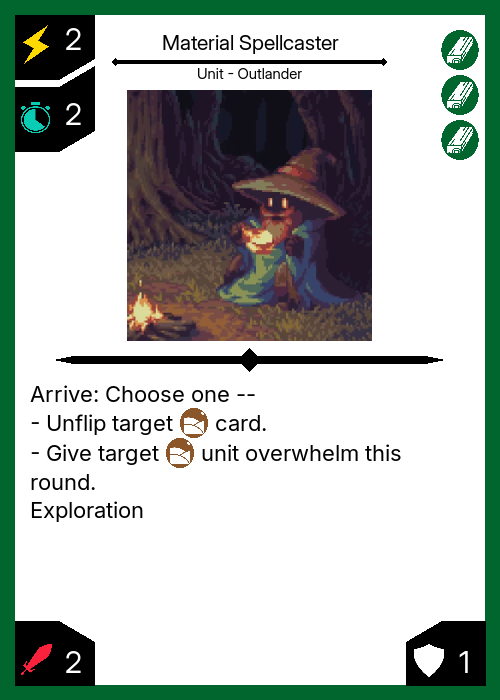 2
Material Spellcaster
Unit - Outlander
2
Arrive: Choose one --
- Unflip target card.
- Give target unit overwhelm this
round.
Exploration
2
1